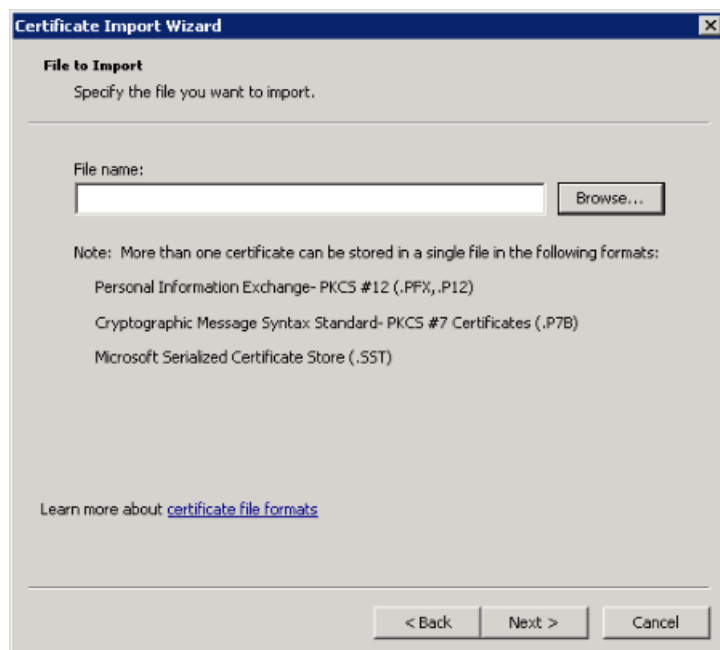 Certificate Import Wizard
File to Import
Specify the file you want to import.
File name:
Browse...
Note: More than one certificate can be stored in a single file in the following formats:
Personal Information Exchange- PKCS #12 (.PFX,.P12)
Cryptographic Message Syntax Standard- PKCS #7 Certificates (.P7B)
Microsoft Serialized Certificate Store (.SST)
Learn more about certificate file formats
< Back Next > Cancel